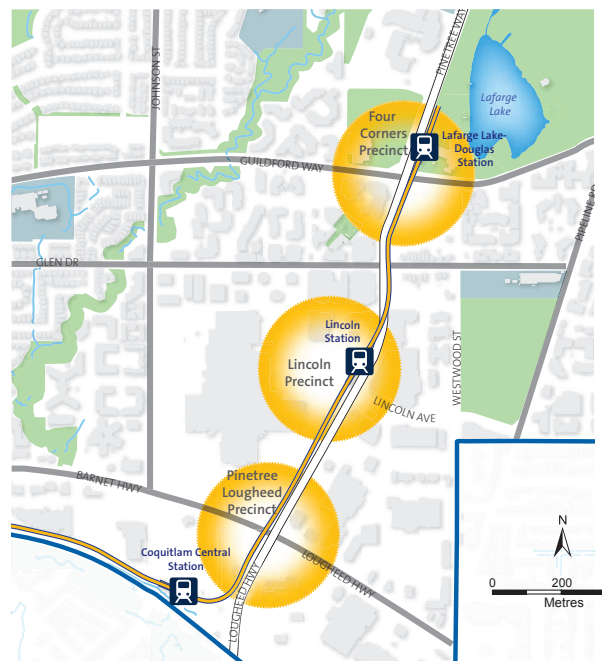 PINETREE WAY
JOHNSON ST
Lafarge
Lake
Four
Corners
Precinct
Lafarge Lake-
Douglas
Station
GUILDFORD WAY
PIPELINE RD
GLEN DR
Lincoln
Station
Lincoln
Precinct
WESTWOOD ST
LINCOLN AVE
Pinetree
Lougheed
Precinct
BARNET HWY
Coquitlam Central
Station
LOUGHEED HWY
LOUGHEED HWY
N
0 200
Metres